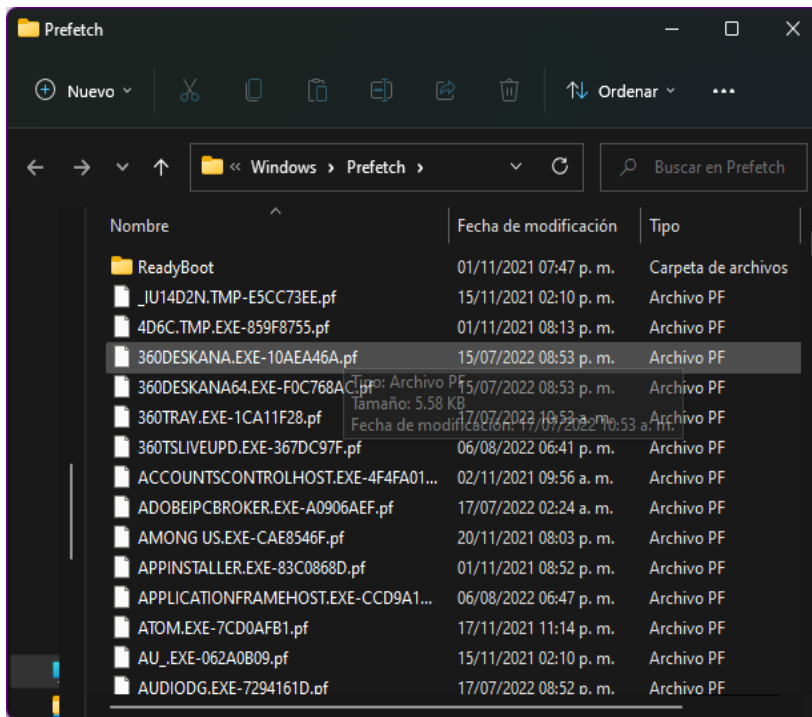 Prefetch
Nuevo
Ordenar
« Windows › Prefetch ›
Buscar en Prefetch
Nombre Fecha de modificación Tipo
ReadyBoot 01/11/2021 07:47 p. m. Carpeta de archivos
_IU14D2N.TMP-E5CC73EE.pf 15/11/2021 02:10 p. m. Archivo PF
4D6C.TMP.EXE-859F8755.pf 01/11/2021 08:13 p. m. Archivo PF
360DESKANA.EXE-10AEA46A.pf 15/07/2022 08:53 p. m. Archivo PF
360DESKANA64.EXE-F0C768AC.pf 15/07/2022 08:53 p. m. Archivo PF
Tipo: Archivo PF
Tamaño: 5.58 KB
Fecha de modificación: 17/07/2022 10:53 a. m.
360TRAY.EXE-1CA11F28.pf 17/07/2022 10:53 a. m. Archivo PF
360TSLIVEUPD.EXE-367DC97F.pf 06/08/2022 06:41 p. m. Archivo PF
ACCOUNTSCONTROLHOST.EXE-4F4FA01... 02/11/2021 09:56 a. m. Archivo PF
ADOBEIPCBROKER.EXE-A0906AEF.pf 17/07/2022 02:24 a. m. Archivo PF
AMONG US.EXE-CAE8546F.pf 20/11/2021 08:03 p. m. Archivo PF
APPINSTALLER.EXE-83C0868D.pf 01/11/2021 08:52 p. m. Archivo PF
APPLICATIONFRAMEHOST.EXE-CCD9A1... 06/08/2022 06:47 p. m. Archivo PF
ATOM.EXE-7CD0AFB1.pf 17/11/2021 11:14 p. m. Archivo PF
AU_.EXE-062A0B09.pf 15/11/2021 02:10 p. m. Archivo PF
AUDIODG.EXE-7294161D.pf 17/07/2022 08:52 p. m. Archivo PF